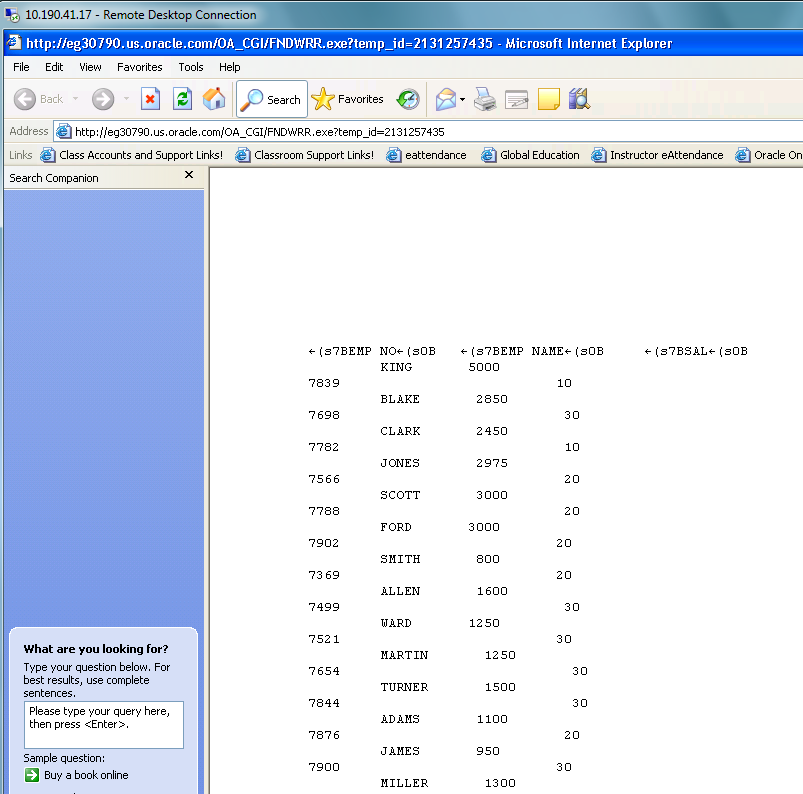 10.190.41.17 - Remote Desktop Connection
http://eg30790.us.oracle.com/OA_CGI/FNDWRR.exe?temp_id=2131257435 - Microsoft Internet Explorer
File Edit View Favorites Tools Help
Back Search Favorites
Address http://eg30790.us.oracle.com/OA_CGI/FNDWRR.exe?temp_id=2131257435
Links Class Accounts and Support Links! Classroom Support Links! eattendance Global Education Instructor eAttendance Oracle On
Search Companion
←(s7BEMP NO←(s0B ←(s7BEMP NAME←(s0B ←(s7BSAL←(s0B
KING 5000
7839 10
BLAKE 2850
7698 30
CLARK 2450
7782 10
JONES 2975
7566 20
SCOTT 3000
7788 20
FORD 3000
7902 20
SMITH 800
7369 20
ALLEN 1600
7499 30
WARD 1250
7521 30
MARTIN 1250
7654 30
TURNER 1500
7844 30
ADAMS 1100
7876 20
JAMES 950
7900 30
MILLER 1300
What are you looking for?
Type your question below. For
best results, use complete
sentences.
Please type your query here,
then press <Enter>.
Sample question:
Buy a book online